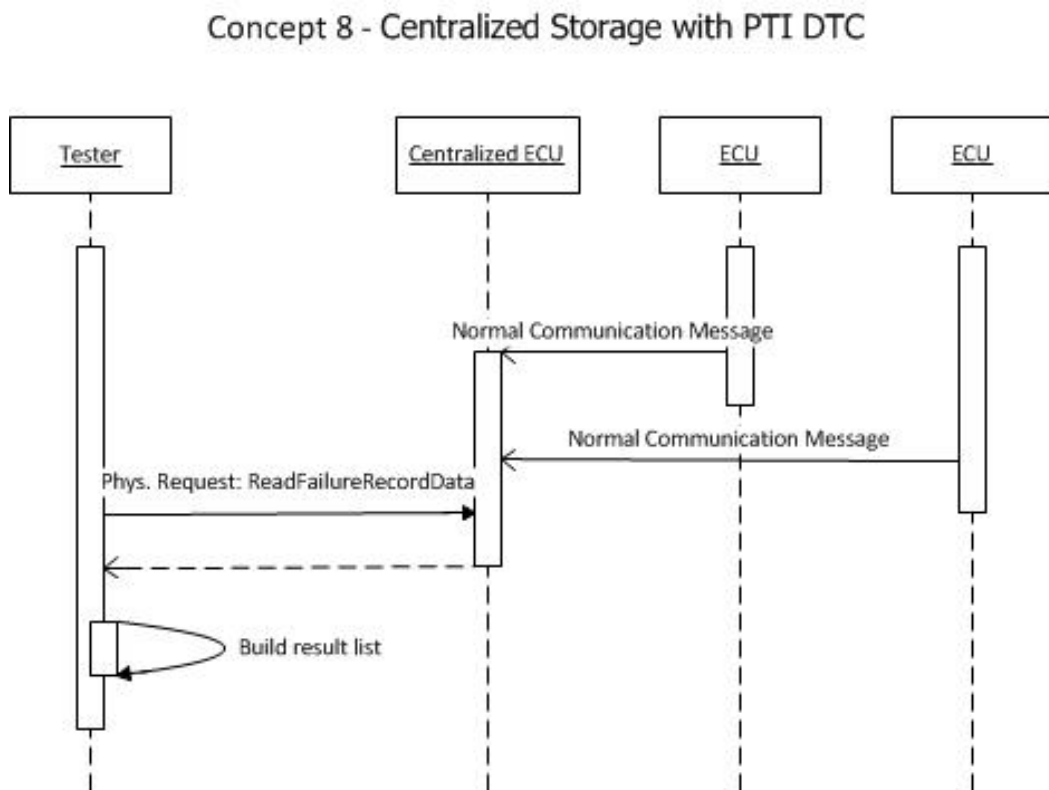 Concept 8 - Centralized Storage with PTI DTC
Tester
Centralized ECU
ECU
ECU
Normal Communication Message
Normal Communication Message
Phys. Request: ReadFailureRecordData
Build result list